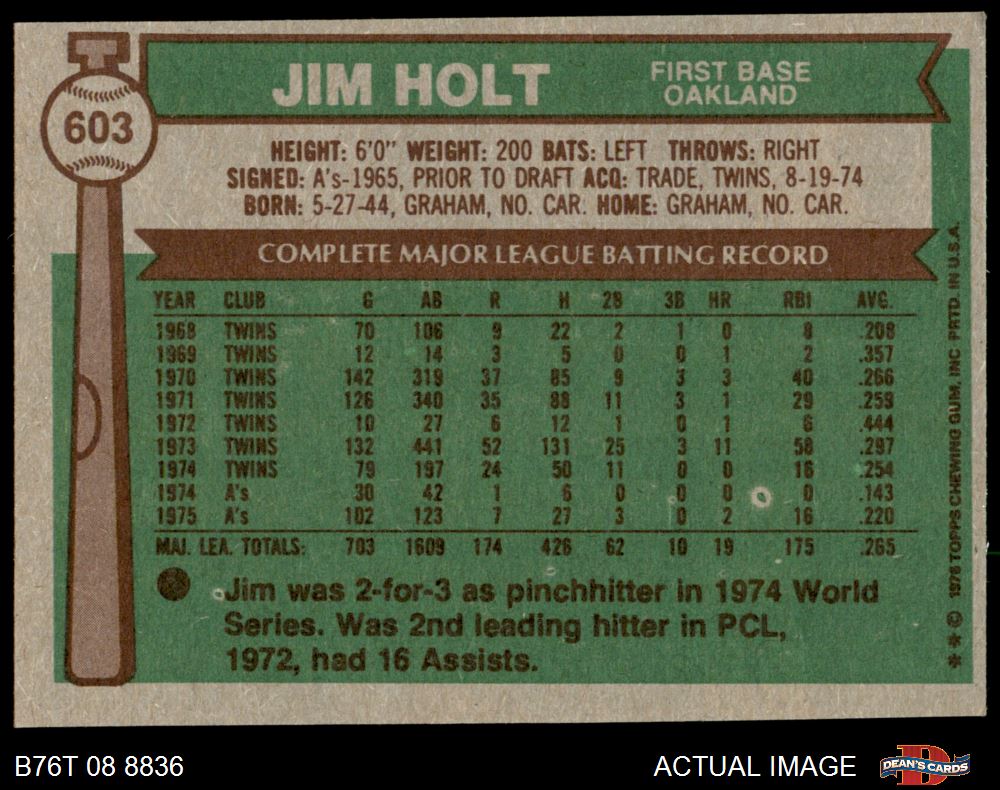 603
JIM HOLT
FIRST BASE
OAKLAND
HEIGHT: 6'0" WEIGHT: 200 BATS: LEFT THROWS: RIGHT
SIGNED: A's-1965, PRIOR TO DRAFT ACQ: TRADE, TWINS, 8-19-74
BORN: 5-27-44, GRAHAM, NO. CAR. HOME: GRAHAM, NO. CAR.
COMPLETE MAJOR LEAGUE BATTING RECORD
YEAR CLUB G AB R H 2B 3B HR RBI AVG.
1968 TWINS 70 106 9 22 2 1 0 8 .208
1969 TWINS 12 14 3 5 0 0 1 2 .357
1970 TWINS 142 319 37 85 9 3 3 40 .266
1971 TWINS 126 340 35 88 11 3 1 29 .259
1972 TWINS 10 27 6 12 1 0 1 6 .444
1973 TWINS 132 441 52 131 25 3 11 58 .297
1974 TWINS 79 197 24 50 11 0 0 16 .254
1974 A's 30 42 1 6 0 0 0 0 .143
1975 A's 102 123 7 27 3 0 2 16 .220
MAJ. LEA. TOTALS: 703 1609 174 426 62 10 19 175 .265
Jim was 2-for-3 as pinchhitter in 1974 World
Series. Was 2nd leading hitter in PCL,
1972, had 16 Assists.
* * © 1976 TOPPS CHEWING GUM, INC PRTD. IN U.S.A.
B76T 08 8836
ACTUAL IMAGE
D
DEAN'S CARDS